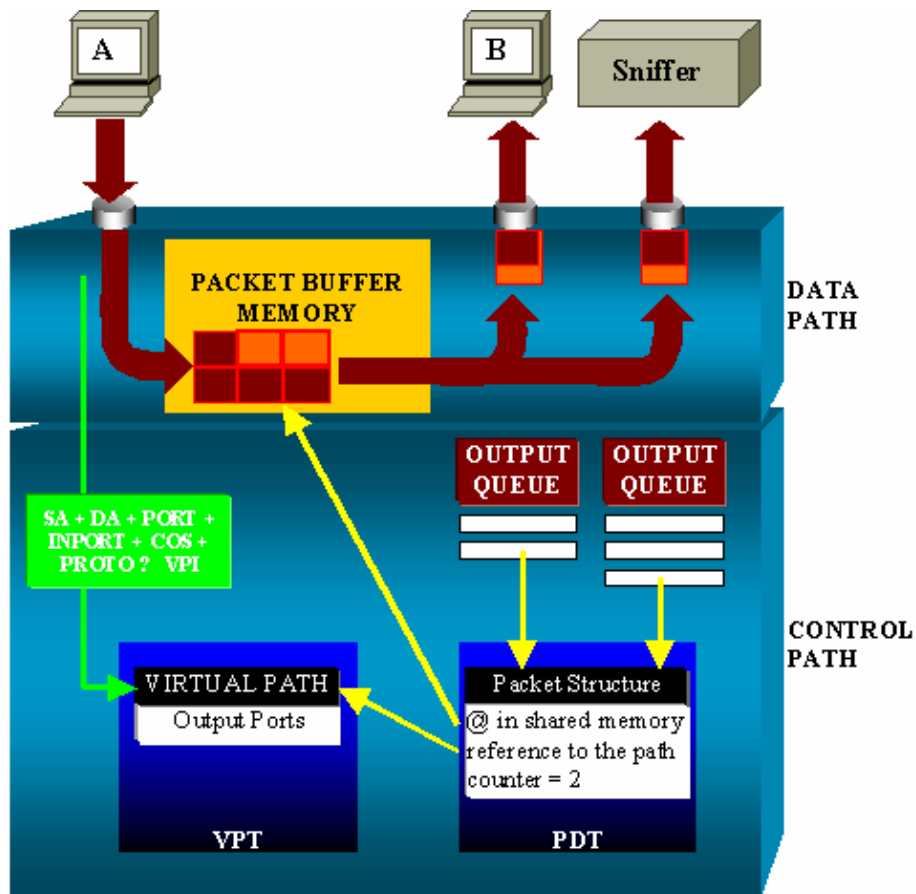 A
B
Sniffer
PACKET BUFFER
MEMORY
DATA
PATH
OUTPUT
QUEUE
OUTPUT
QUEUE
SA + DA + PORT +
INPORT + COS +
PROTO ? VPI
CONTROL
PATH
VIRTUAL PATH
Output Ports
VPT
Packet Structure
@ in shared memory
reference to the path
counter = 2
PDT